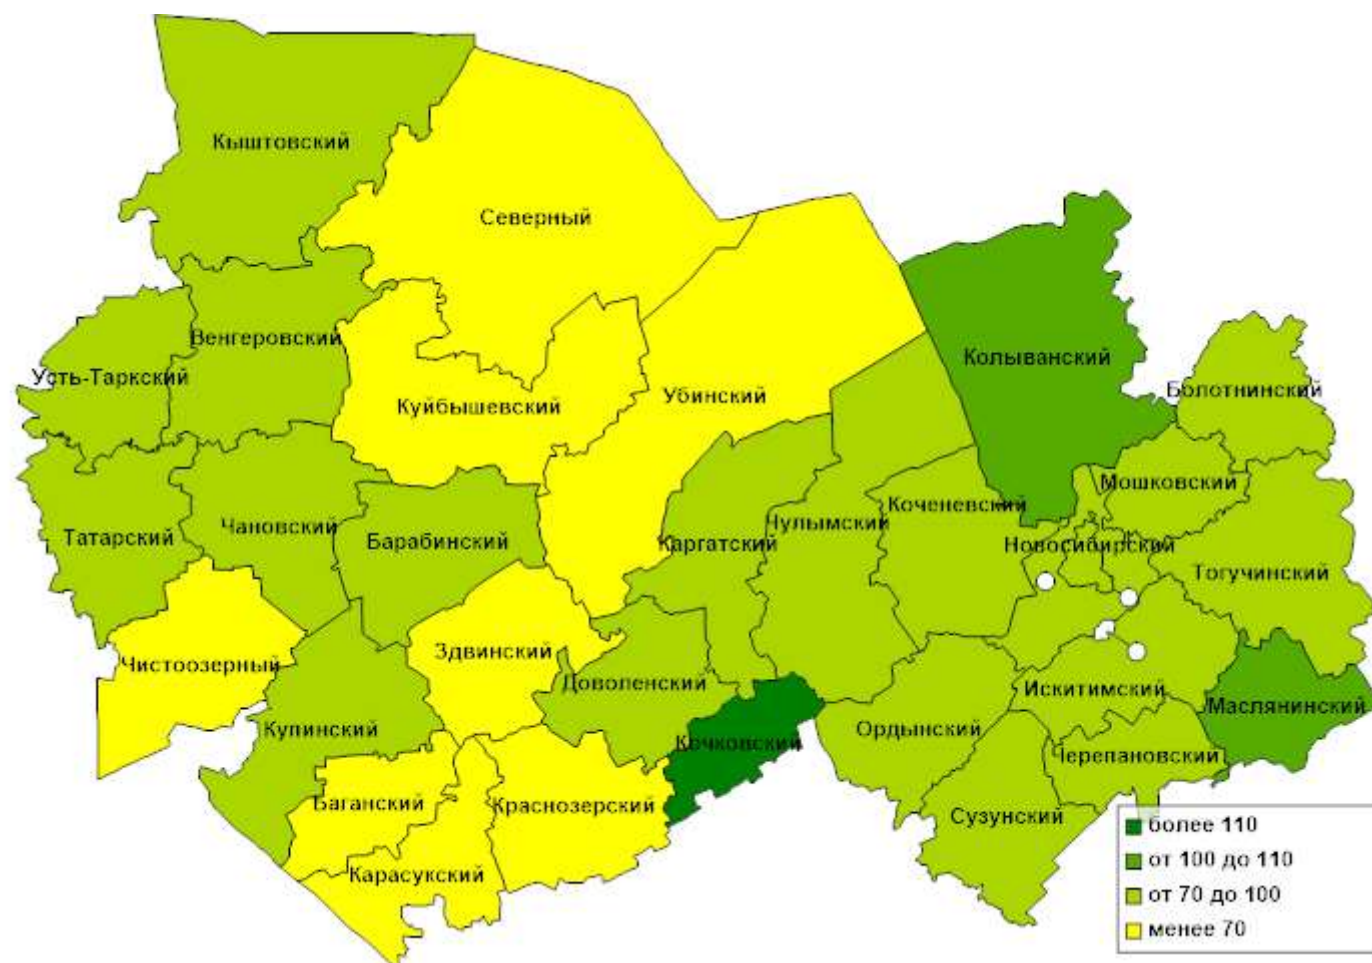 Кыштовский
Северный
Венгеровский
Колыванский
Усть-Таркский
Болотнинский
Убинский
Куйбышевский
Мошковский
Коченевский
Чулымский
Чановский
Татарский
Барабинский
Каргатский
Новосибирский
Тогучинский
Здвинский
Чистоозерный
Доволенский
Искитимский
Маслянинский
Купинский
Кочковский
Ордынский
Черепановский
Баганский
Краснозерский
Сузунский
Карасукский
более 110
от 100 до 110
от 70 до 100
менее 70